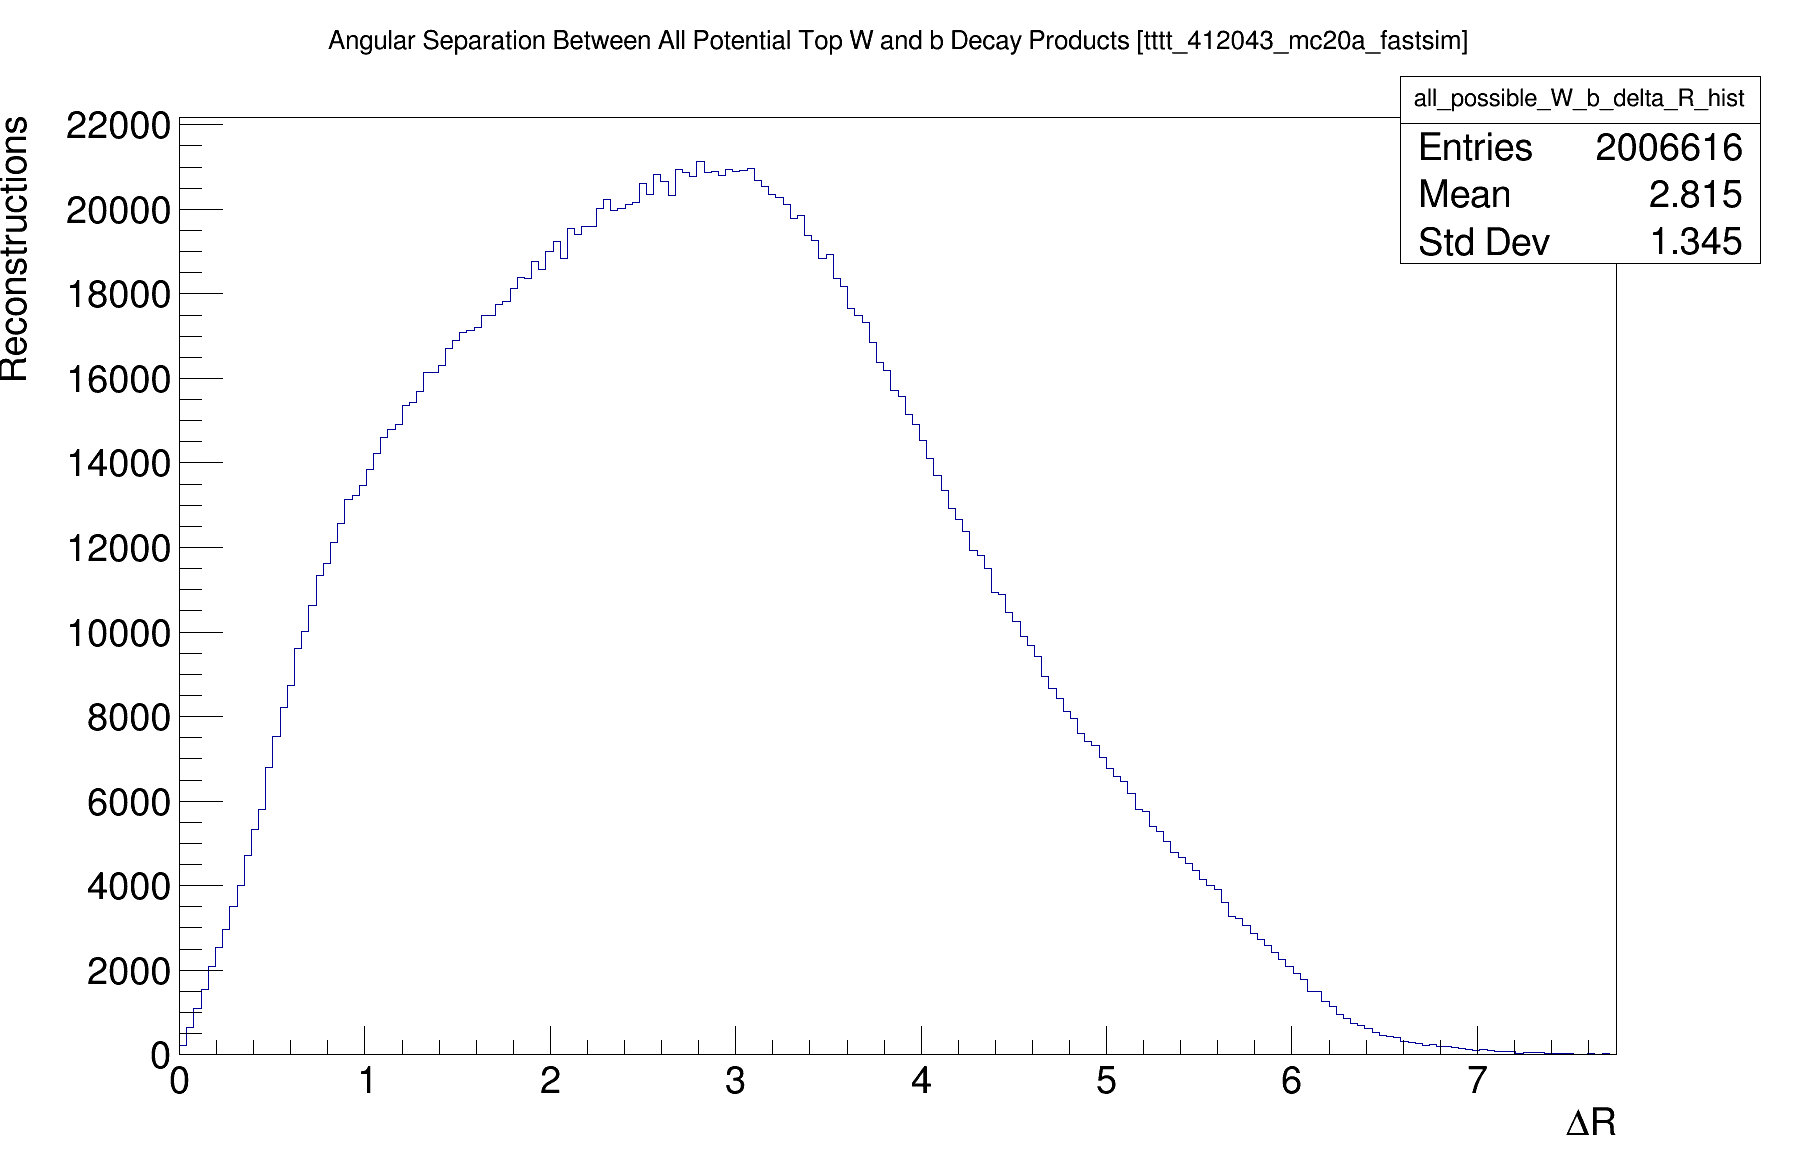 Angular Separation Between All Potential Top W and b Decay Products [tttt_412043_mc20a_fastsim]
all_possible_W_b_delta_R_hist
Entries 2006616
Mean 2.815
Std Dev 1.345
Reconstructions
22000
20000
18000
16000
14000
12000
10000
8000
6000
4000
2000
0
0 1 2 3 4 5 6 7
ΔR